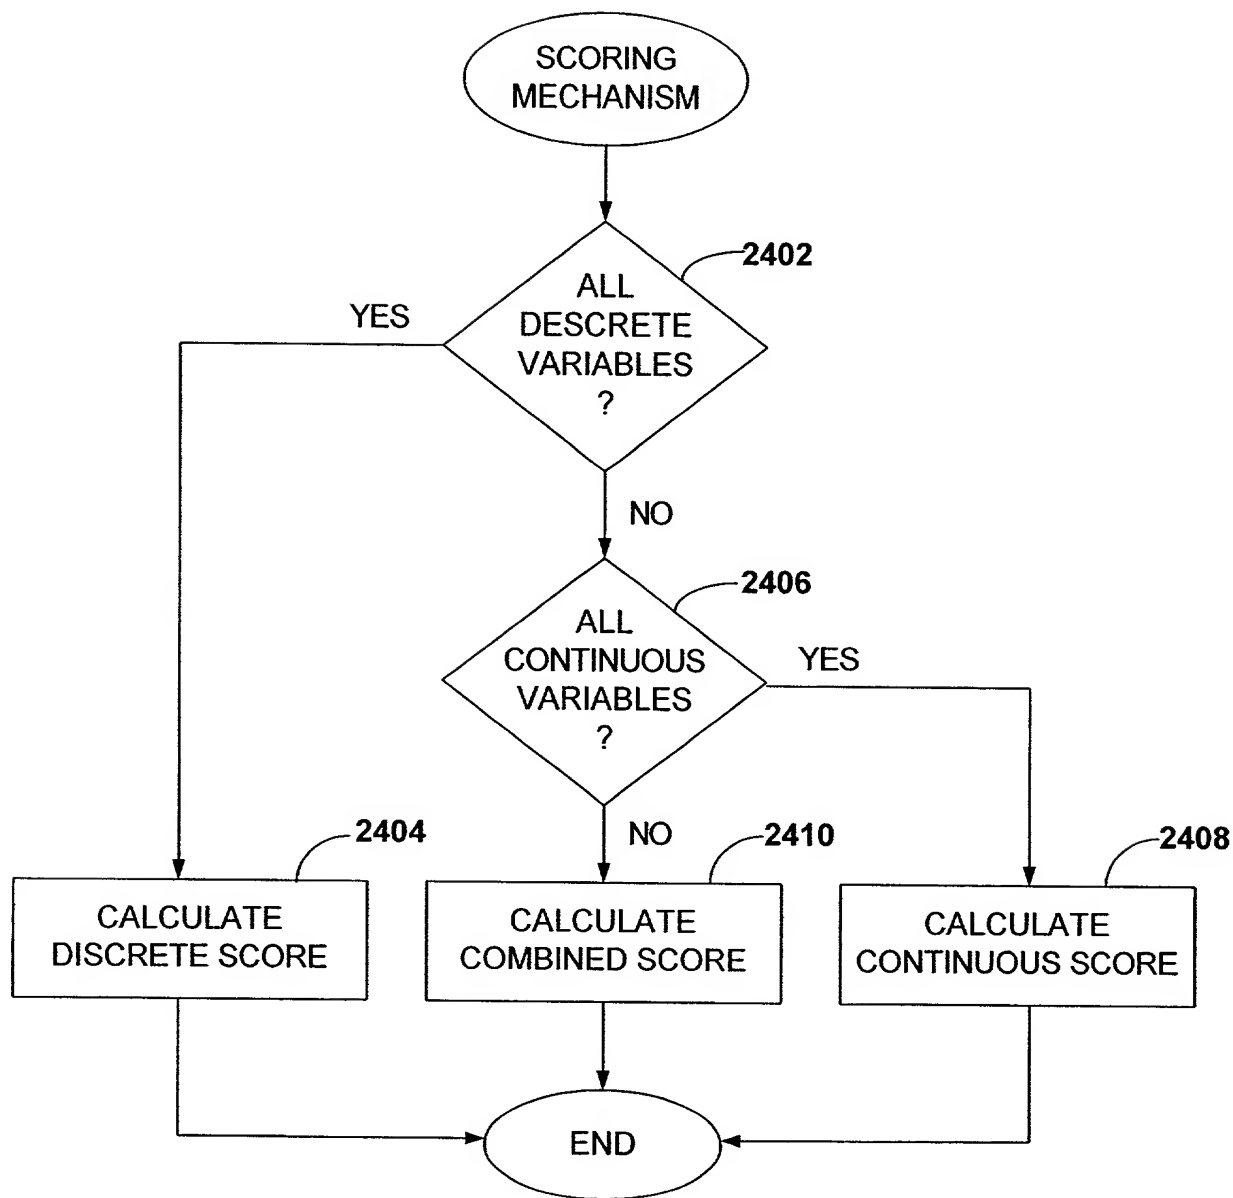 SCORING
MECHANISM
2402
ALL
DESCRETE
VARIABLES
?
YES
NO
2406
ALL
CONTINUOUS
VARIABLES
?
YES
NO
2404
CALCULATE
DISCRETE SCORE
2410
CALCULATE
COMBINED SCORE
2408
CALCULATE
CONTINUOUS SCORE
END